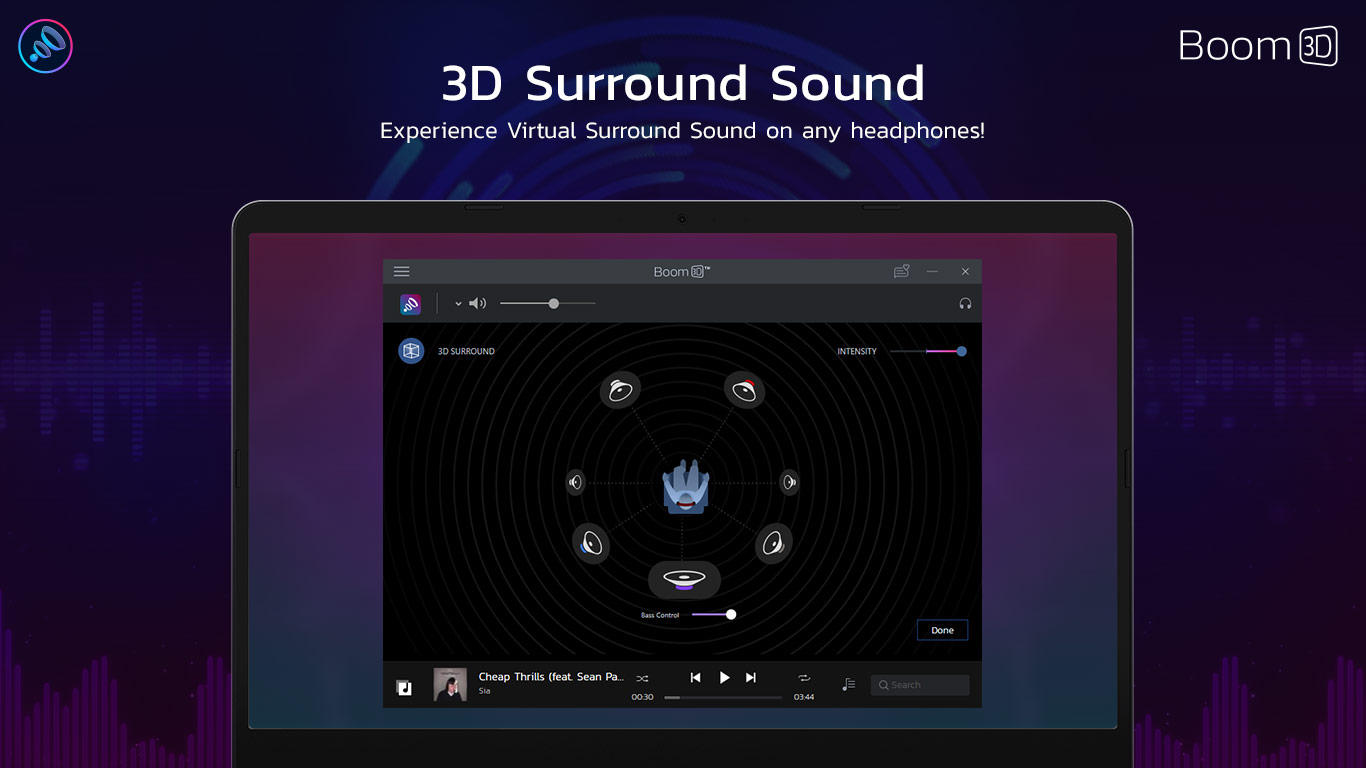 Boom 3D
3D Surround Sound
Experience Virtual Surround Sound on any headphones!
Boom 3D™
3D SURROUND
INTENSITY
Bass Control
Done
Cheap Thrills (feat. Sean Pa...
Sia
00:30
03:44
Search